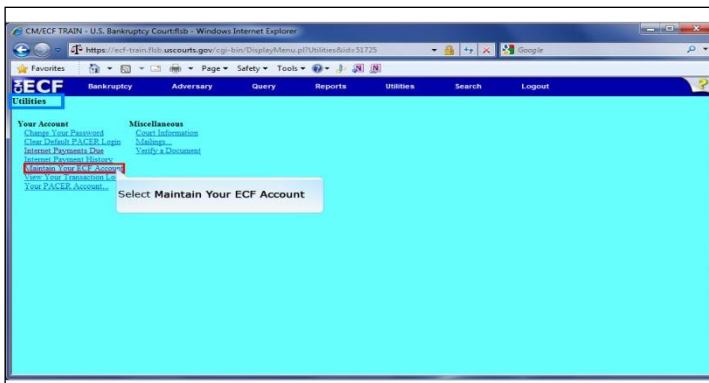 CM/ECF TRAIN - U.S. Bankruptcy Court:flsb - Windows Internet Explorer
https://ecf-train.flsb.uscourts.gov/cgi-bin/DisplayMenu.pl?Utilities&id=51725
Google
Favorites Page Safety Tools
ECF Bankruptcy Adversary Query Reports Utilities Search Logout ?
Utilities
Your Account Miscellaneous
Change Your Password Court Information
Clear Default PACER Login Mailings...
Internet Payments Due Verify a Document
Internet Payment History
Maintain Your ECF Account
View Your Transaction Lo
Your PACER Account...
Select Maintain Your ECF Account